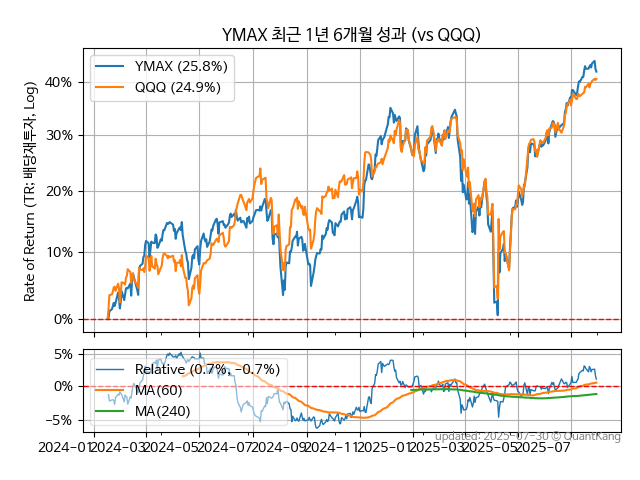 YMAX 최근 1년 6개월 성과 (vs QQQ)
YMAX (25.8%)
QQQ (24.9%)
40%
30%
20%
10%
0%
Rate of Return (TR: 배당재투자, Log)
5%
0%
−5%
Relative (0.7%, −0.7%)
MA(60)
MA(240)
updated: 2025-07-30 © QuantKang
2024-01 2024-03 2024-05 2024-07 2024-09 2024-11 2025-01 2025-03 2025-05 2025-07